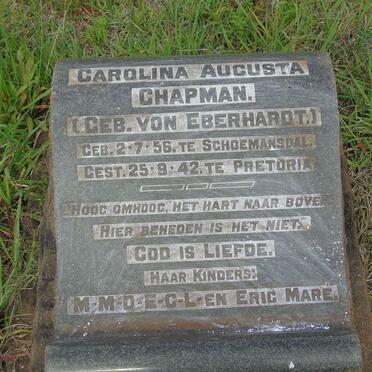 CAROLINA AUGUSTA
CHAPMAN.
(GEB. VON EBERHARDT.)
GEB. 2·7·56. TE SCHOEMANSDAL.
GEST. 25·9·42. TE PRETORIA.
"HOOG OMHOOG, HET HART NAAR BOVEN
HIER BENEDEN IS HET NIET."
GOD IS LIEFDE.
HAAR KINDERS:
M-M-D-E-C-L- EN ERIC MARÉ.